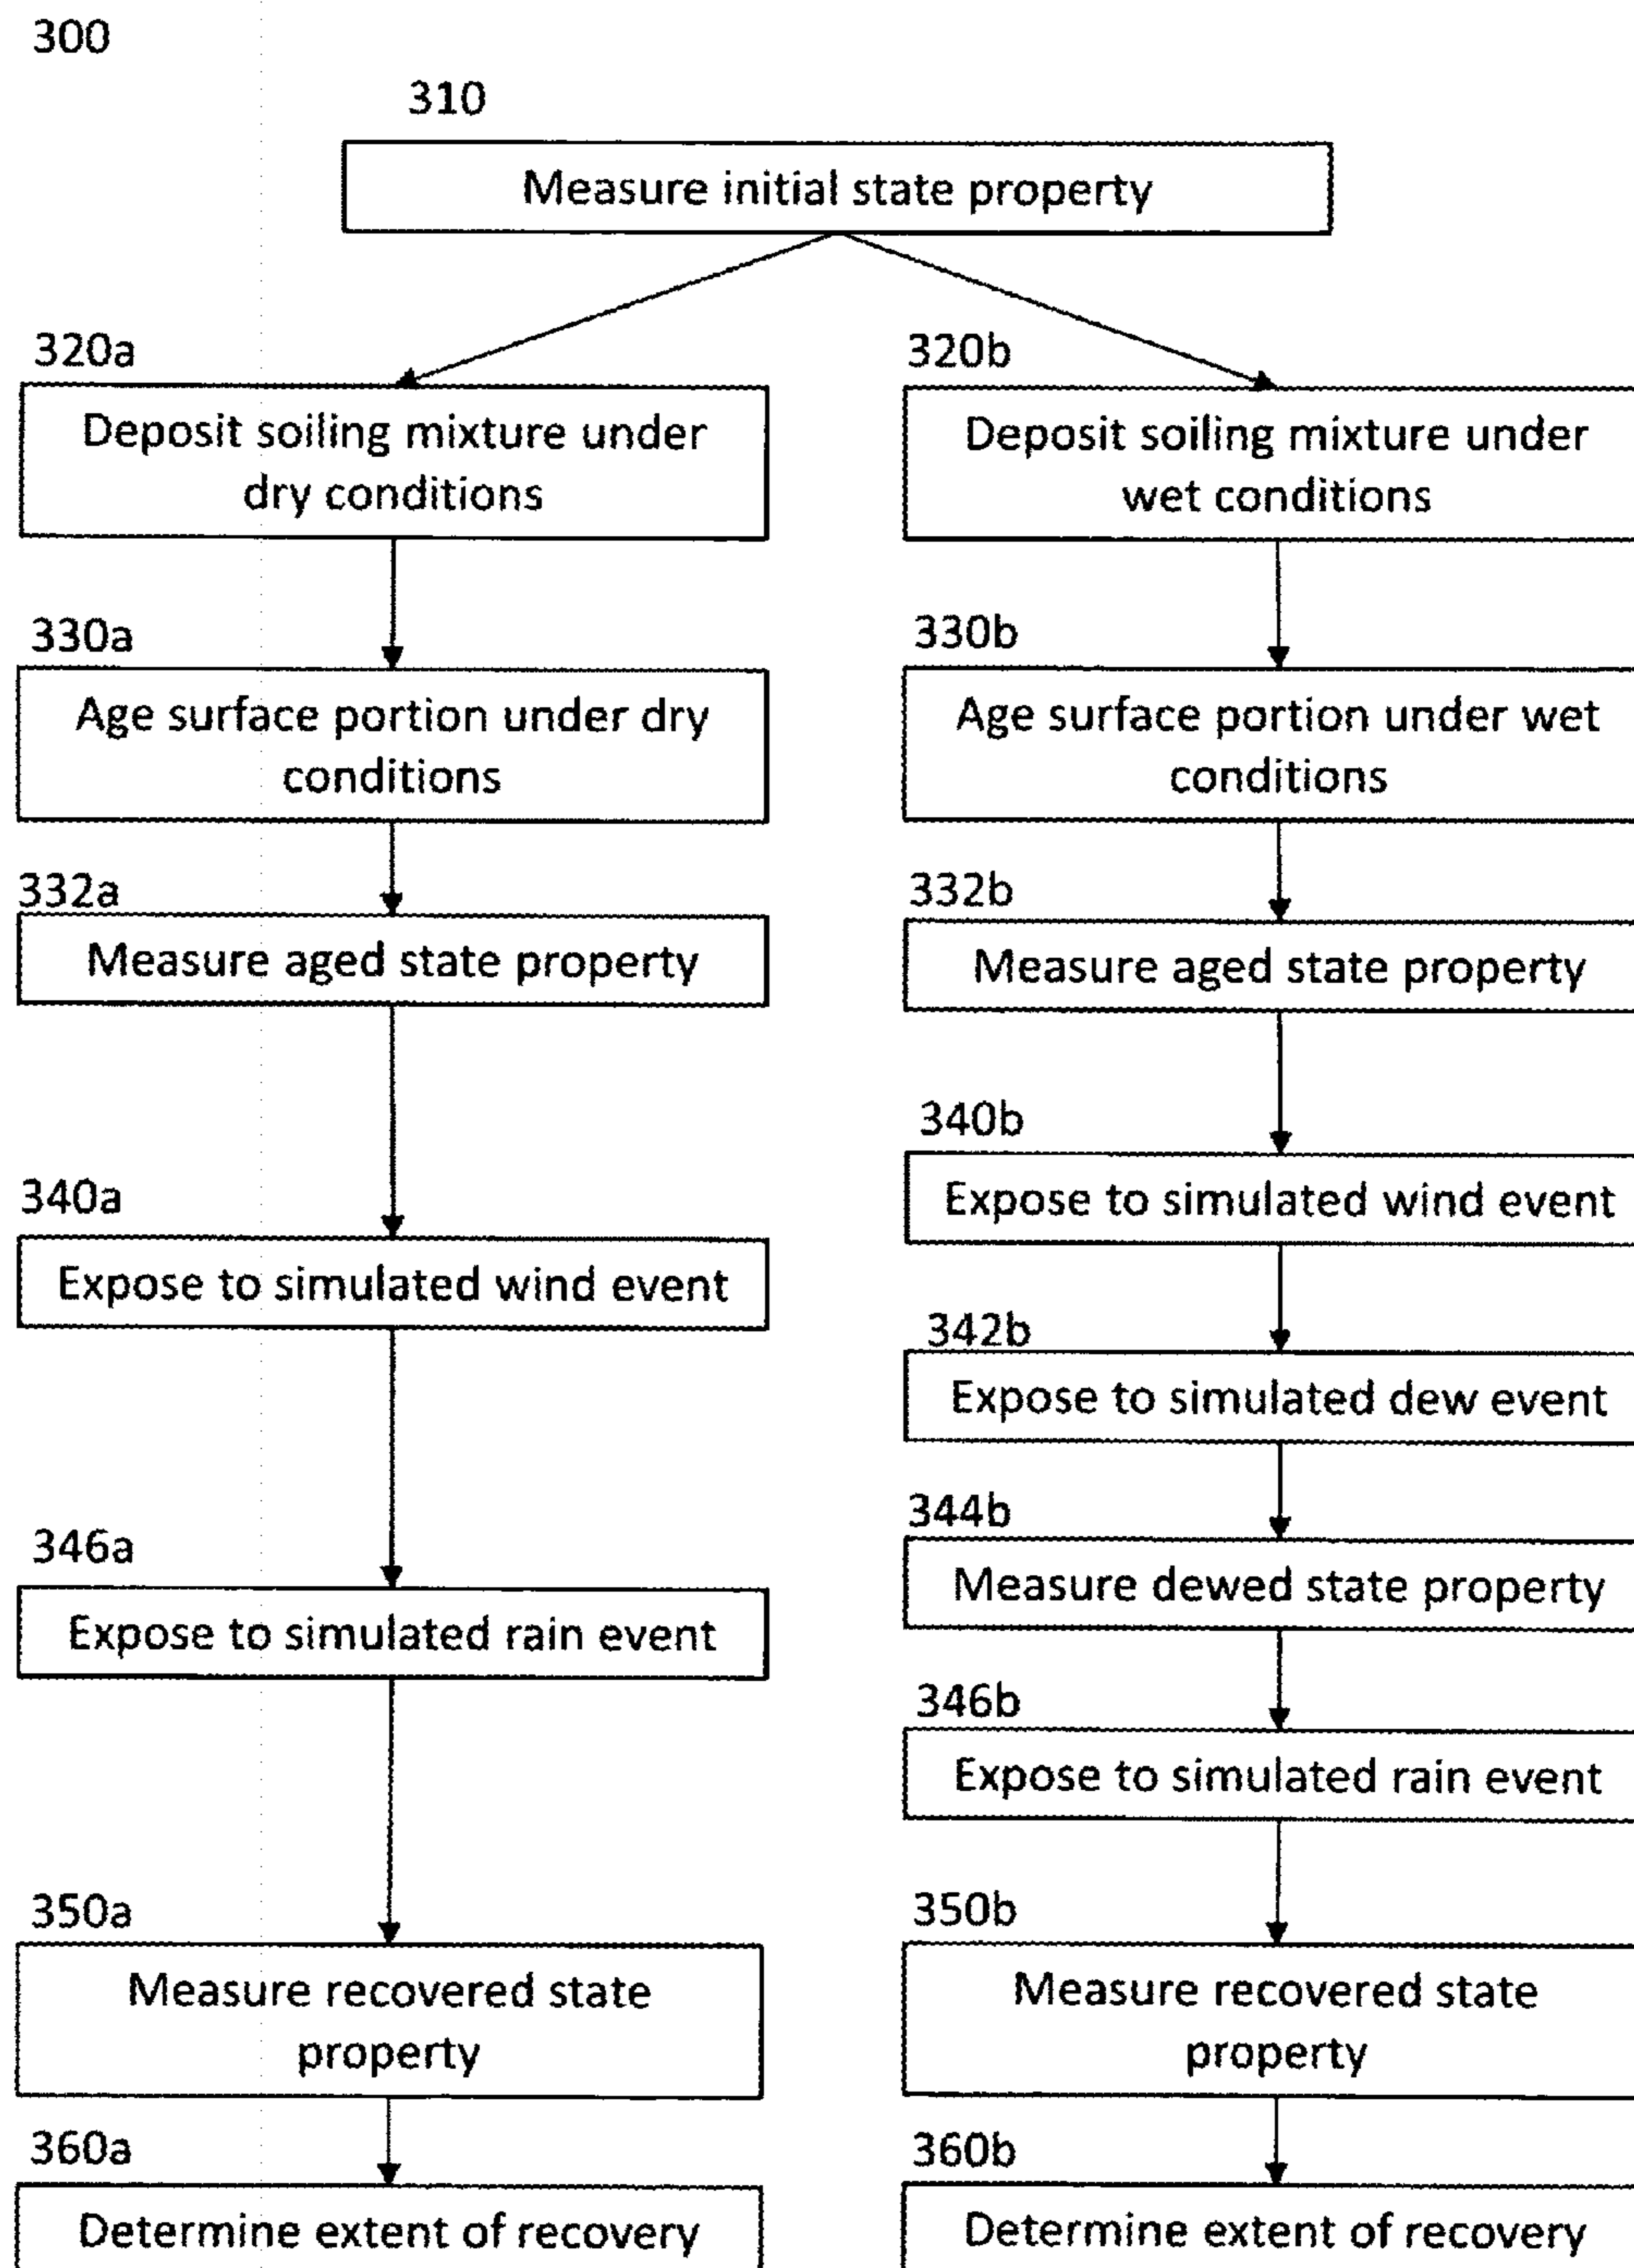 300
310
Measure initial state property
320a
Deposit soiling mixture under
dry conditions
320b
Deposit soiling mixture under
wet conditions
330a
Age surface portion under dry
conditions
330b
Age surface portion under wet
conditions
332a
Measure aged state property
332b
Measure aged state property
340b
Expose to simulated wind event
340a
Expose to simulated wind event
342b
Expose to simulated dew event
344b
Measure dewed state property
346a
Expose to simulated rain event
346b
Expose to simulated rain event
350a
Measure recovered state
property
350b
Measure recovered state
property
360a
Determine extent of recovery
360b
Determine extent of recovery